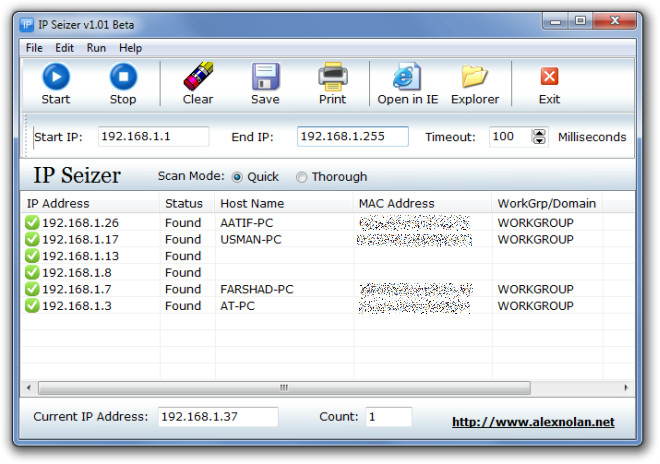 IP Seizer v1.01 Beta
File Edit Run Help
Start Stop Clear Save Print Open in IE Explorer Exit
Start IP: 192.168.1.1 End IP: 192.168.1.255 Timeout: 100 Milliseconds
IP Seizer Scan Mode: Quick Thorough
IP Address Status Host Name MAC Address WorkGrp/Domain
192.168.1.26 Found AATIF-PC WORKGROUP
192.168.1.17 Found USMAN-PC WORKGROUP
192.168.1.13 Found
192.168.1.8 Found
192.168.1.7 Found FARSHAD-PC WORKGROUP
192.168.1.3 Found AT-PC WORKGROUP
Current IP Address: 192.168.1.37 Count: 1 http://www.alexnolan.net